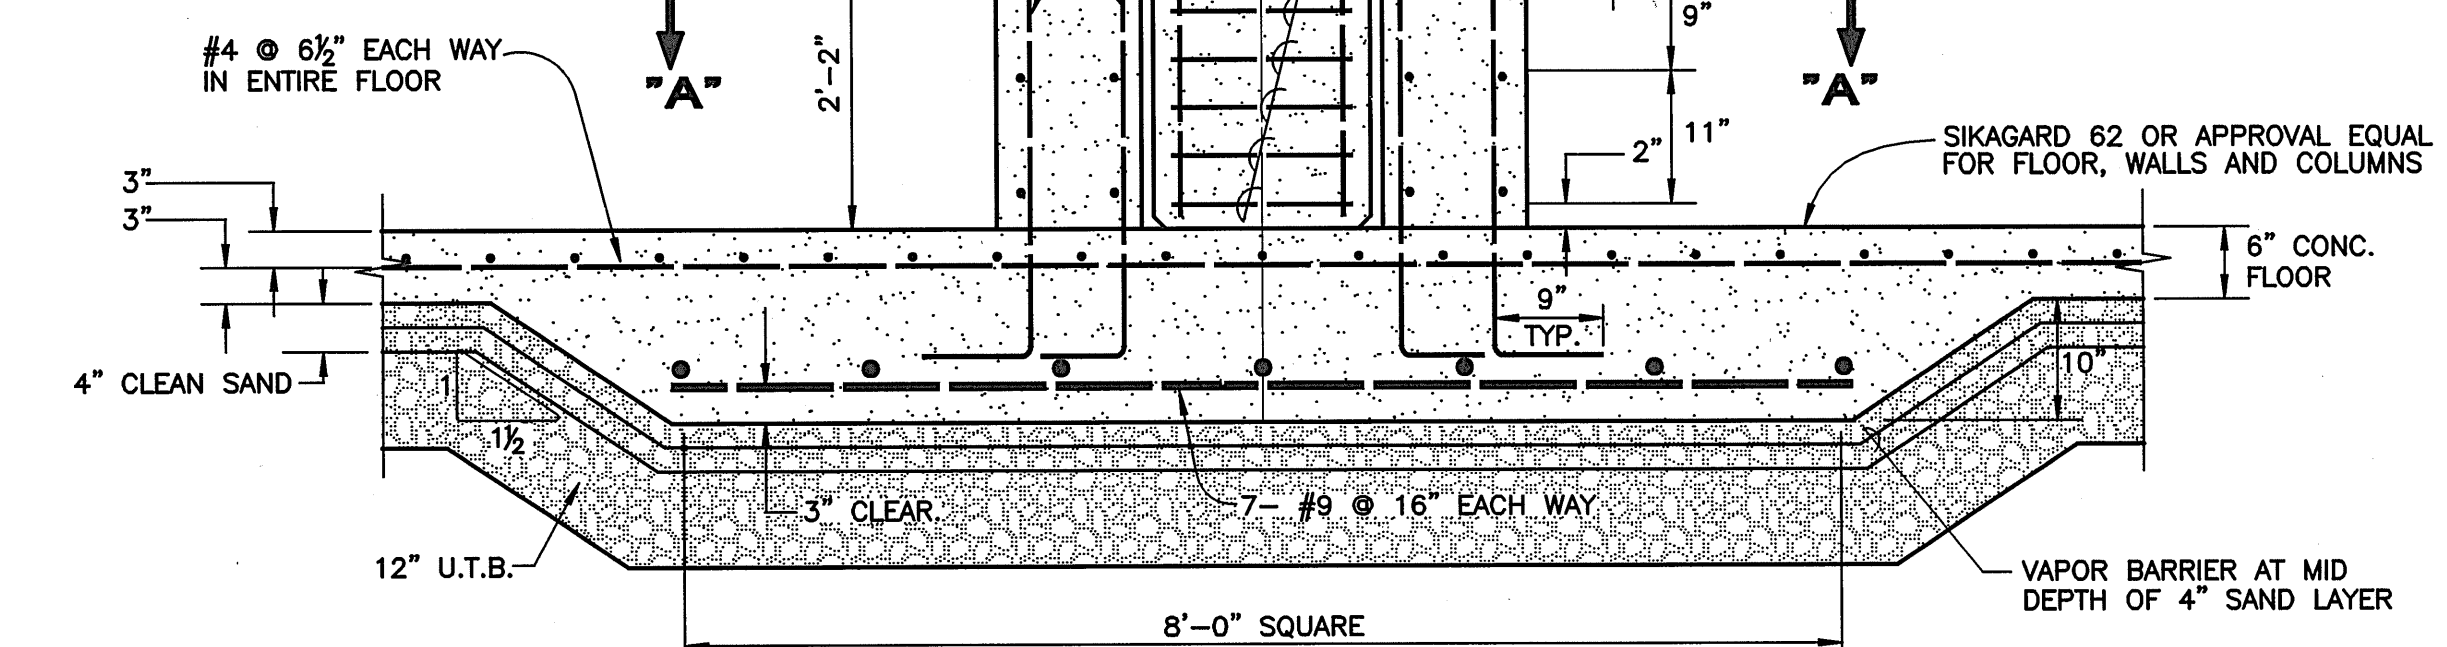 #4 @ 6½" EACH WAY
IN ENTIRE FLOOR
"A"
2'-2"
9"
"A"
11"
2"
SIKAGARD 62 OR APPROVAL EQUAL
FOR FLOOR, WALLS AND COLUMNS
3"
3"
6" CONC.
FLOOR
9"
TYP.
4" CLEAN SAND
1
1½
10"
3" CLEAR.
7- #9 @ 16" EACH WAY
12" U.T.B.
VAPOR BARRIER AT MID
DEPTH OF 4" SAND LAYER
8'-0" SQUARE